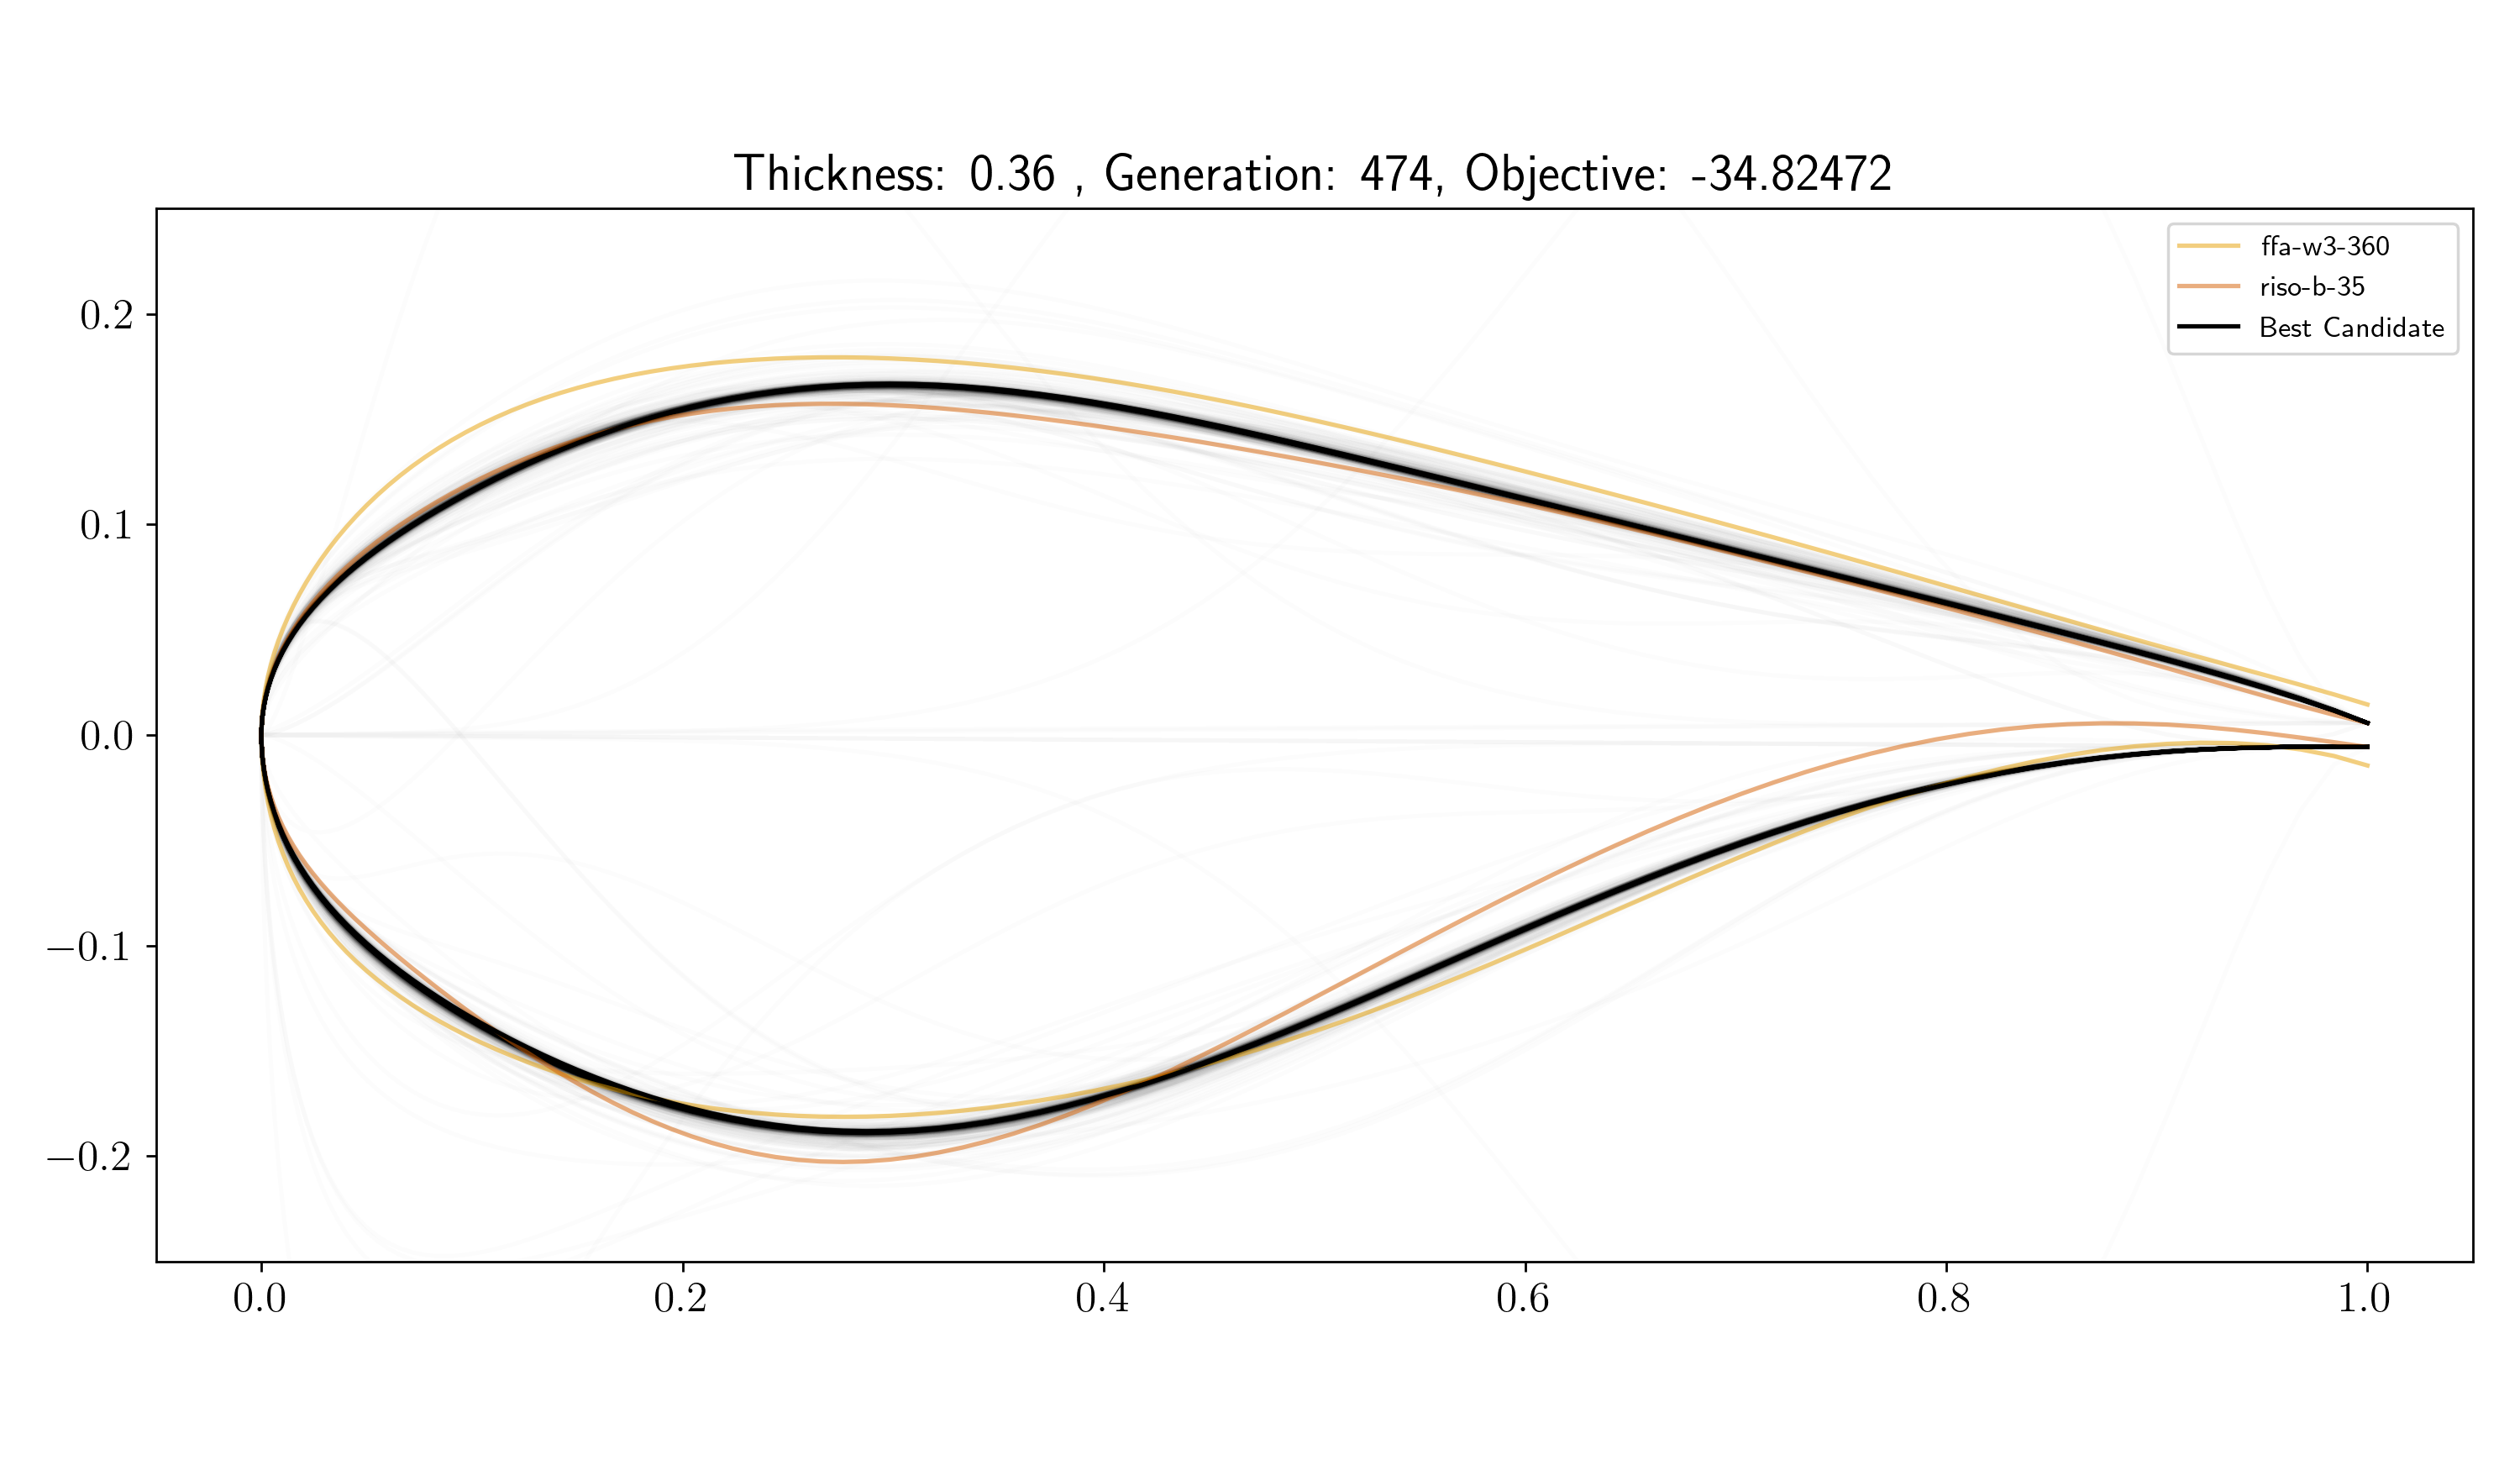 Thickness: 0.36 , Generation: 474, Objective: -34.82472
ffa-w3-360
riso-b-35
Best Candidate
0.2
0.1
0.0
−0.1
−0.2
0.0 0.2 0.4 0.6 0.8 1.0